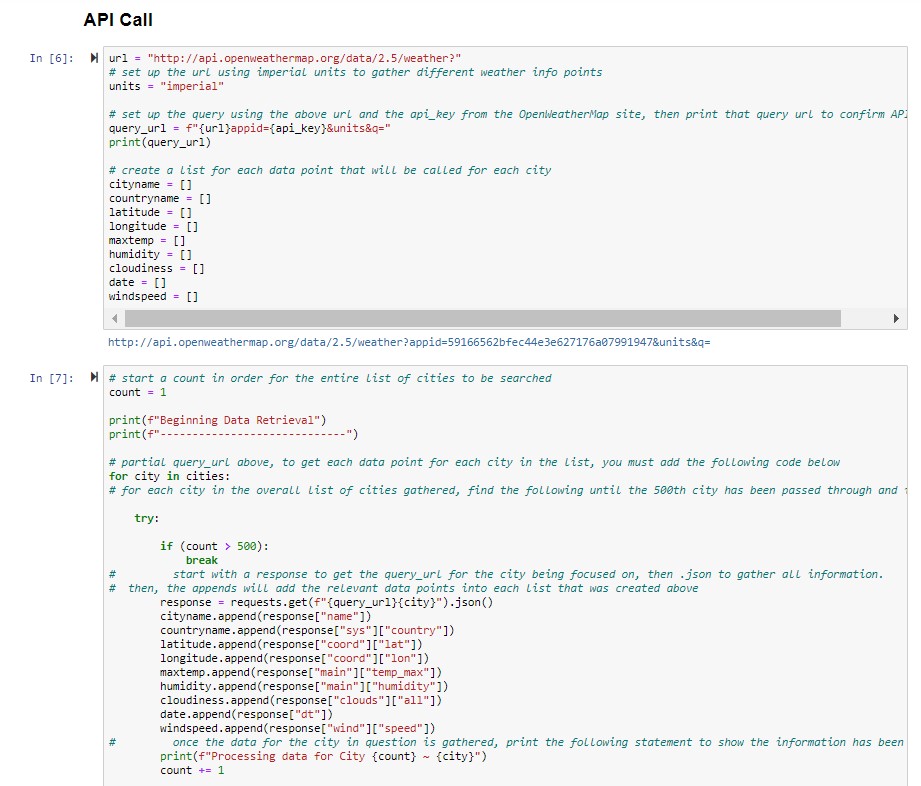 API Call
In [6]:
url = "http://api.openweathermap.org/data/2.5/weather?"
# set up the url using imperial units to gather different weather info points
units = "imperial"
# set up the query using the above url and the api_key from the OpenWeatherMap site, then print that query url to confirm API
query_url = f"{url}appid={api_key}&units&q="
print(query_url)
# create a list for each data point that will be called for each city
cityname = []
countryname = []
latitude = []
longitude = []
maxtemp = []
humidity = []
cloudiness = []
date = []
windspeed = []
http://api.openweathermap.org/data/2.5/weather?appid=59166562bfec44e3e627176a07991947&units&q=
In [7]:
# start a count in order for the entire list of cities to be searched
count = 1
print(f"Beginning Data Retrieval")
print(f"-----------------------------")
# partial query_url above, to get each data point for each city in the list, you must add the following code below
for city in cities:
# for each city in the overall list of cities gathered, find the following until the 500th city has been passed through and
try:
if (count > 500):
break
# start with a response to get the query_url for the city being focused on, then .json to gather all information.
# then, the appends will add the relevant data points into each list that was created above
response = requests.get(f"{query_url}{city}").json()
cityname.append(response["name"])
countryname.append(response["sys"]["country"])
latitude.append(response["coord"]["lat"])
longitude.append(response["coord"]["lon"])
maxtemp.append(response["main"]["temp_max"])
humidity.append(response["main"]["humidity"])
cloudiness.append(response["clouds"]["all"])
date.append(response["dt"])
windspeed.append(response["wind"]["speed"])
# once the data for the city in question is gathered, print the following statement to show the information has been
print(f"Processing data for City {count} ~ {city}")
count += 1